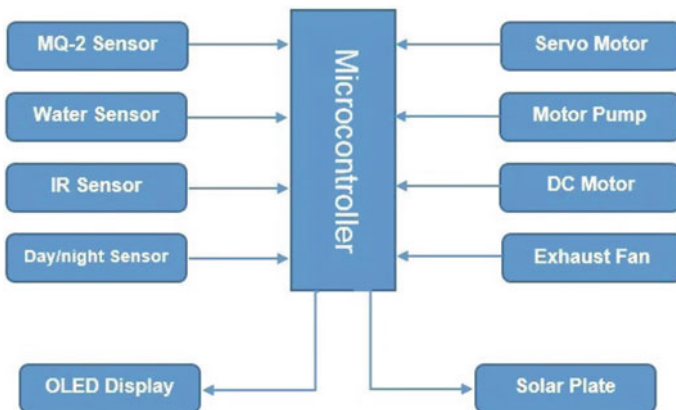 MQ-2 Sensor
Water Sensor
IR Sensor
Day/night Sensor
Microcontroller
Servo Motor
Motor Pump
DC Motor
Exhaust Fan
OLED Display
Solar Plate